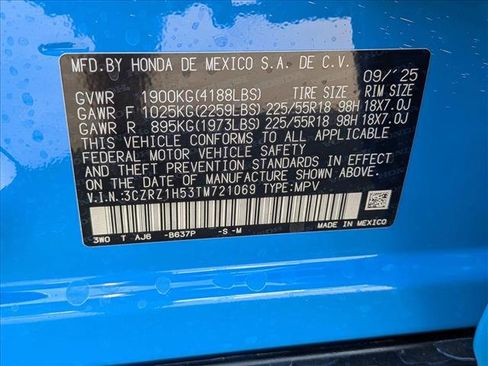 MFD.BY HONDA DE MEXICO S.A. DE C.V.
09/'25
GVWR 1900KG(4188LBS) TIRE SIZE RIM SIZE
GAWR F 1025KG(2259LBS) 225/55R18 98H 18X7.0J
GAWR R 895KG(1973LBS) 225/55R18 98H 18X7.0J
THIS VEHICLE CONFORMS TO ALL APPLICABLE
FEDERAL MOTOR VEHICLE SAFETY
STANDARDS IN EFFECT ON THE DATE OF
MANUFACTURE SHOWN ABOVE.
V.I.N.:3CZRZ1H53TM721069 TYPE:MPV
3W0 T AJ6 -B637P -S -M
MADE IN MEXICO